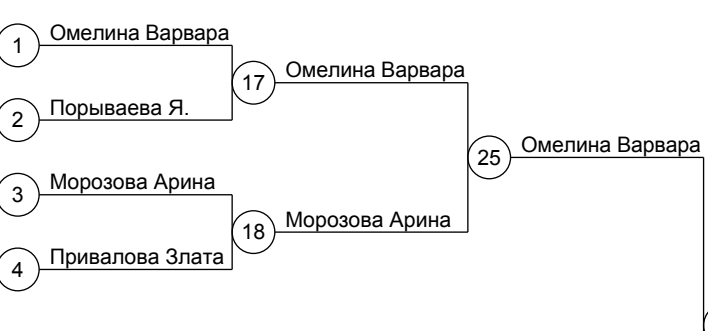 1 Омелина Варвара
17 Омелина Варвара
2 Порываева Я.
25 Омелина Варвара
3 Морозова Арина
18 Морозова Арина
4 Привалова Злата